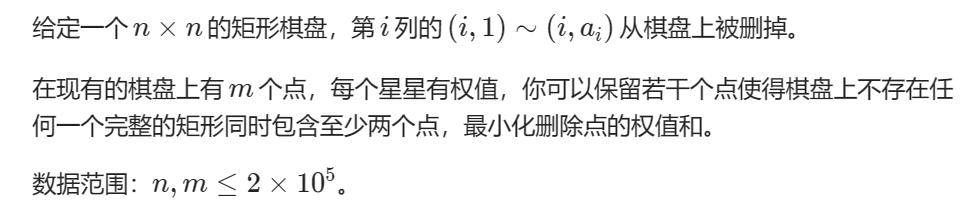 给定一个 $n \times n$ 的矩形棋盘，第 $i$ 列的 $(i, 1) \sim (i, a_i)$ 从棋盘上被删掉。
在现有的棋盘上有 $m$ 个点，每个星星有权值，你可以保留若干个点使得棋盘上不存在任
何一个完整的矩形同时包含至少两个点，最小化删除点的权值和。
数据范围：$n, m \leq 2 \times 10^5$。